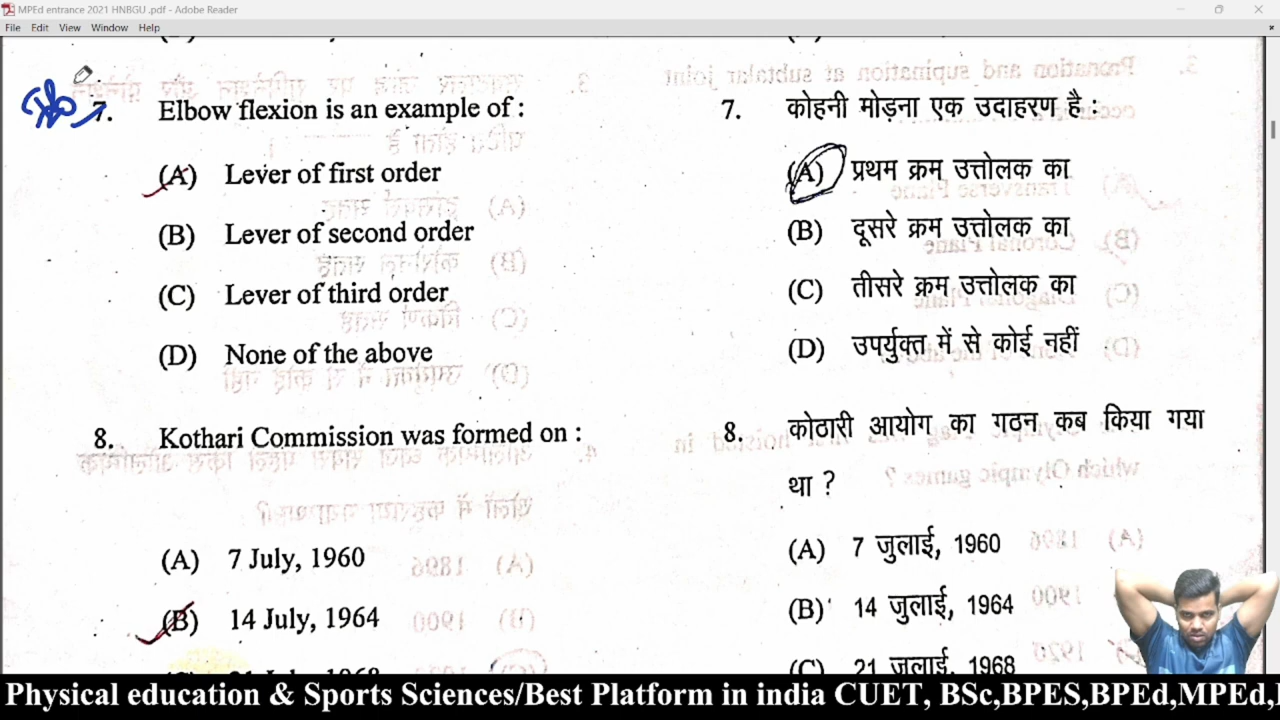 MPEd entrance 2021 HNBGU .pdf - Adobe Reader
File Edit View Window Help
7. Elbow flexion is an example of :
(A) Lever of first order
(B) Lever of second order
(C) Lever of third order
(D) None of the above
8. Kothari Commission was formed on :
(A) 7 July, 1960
(B) 14 July, 1964
7. कोहनी मोड़ना एक उदाहरण है :
(A) प्रथम क्रम उत्तोलक का
(B) दूसरे क्रम उत्तोलक का
(C) तीसरे क्रम उत्तोलक का
(D) उपर्युक्त में से कोई नहीं
8. कोठारी आयोग का गठन कब किया गया
था ?
(A) 7 जुलाई, 1960
(B) 14 जुलाई, 1964
(C) 21 जुलाई, 1968
Physical education & Sports Sciences/Best Platform in india CUET, BSc,BPES,BPEd,MPEd,